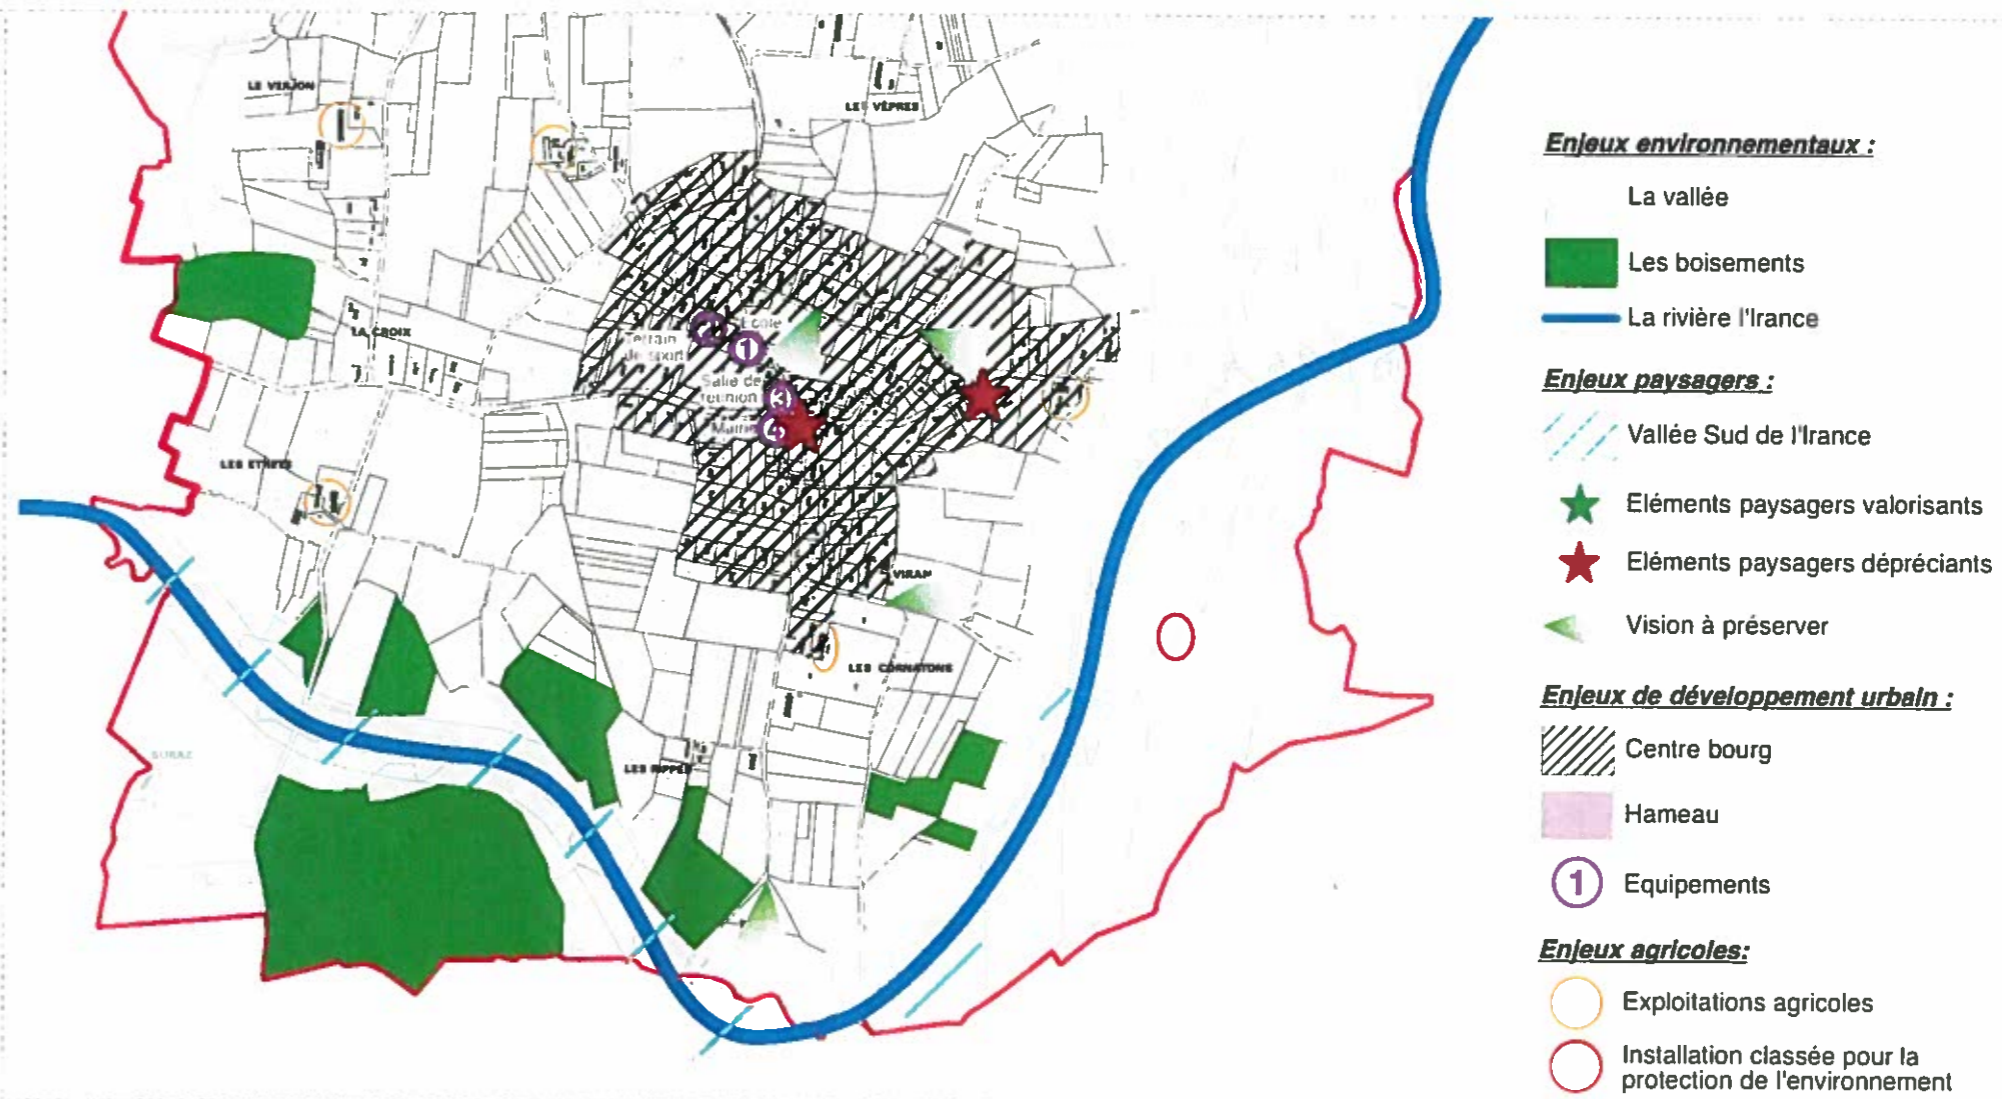 LE VERJON
LES VÊPRES
LA CROIX
LES ETREES
VIRAN
LES CORNATONS
LES RIPPES
Ecole
Terrain
de sport
2
1
Salle de
réunion
3
Mairie
4
Enjeux environnementaux :
La vallée
Les boisements
La rivière l'Irance
Enjeux paysagers :
Vallée Sud de l'Irance
Eléments paysagers valorisants
Eléments paysagers dépréciants
Vision à préserver
Enjeux de développement urbain :
Centre bourg
Hameau
1 Equipements
Enjeux agricoles:
Exploitations agricoles
Installation classée pour la
protection de l'environnement